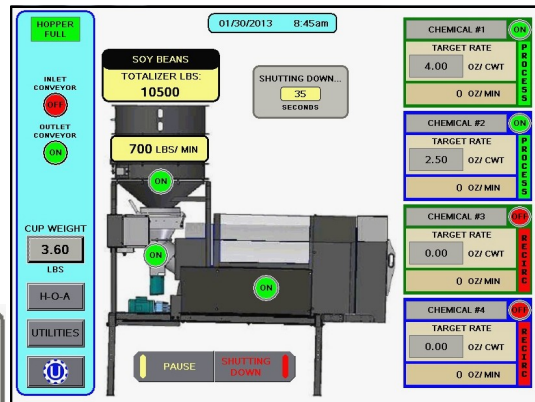 HOPPER
FULL
01/30/2013 8:45am
INLET
CONVEYOR
OFF
OUTLET
CONVEYOR
ON
CUP WEIGHT
3.60
LBS
H-O-A
UTILITIES
U
SOY BEANS
TOTALIZER LBS:
10500
700 LBS/ MIN
ON
ON
ON
SHUTTING DOWN...
35
SECONDS
PAUSE
SHUTTING
DOWN
CHEMICAL #1 ON
TARGET RATE
4.00 OZ/ CWT
0 OZ/ MIN
PROCESS
CHEMICAL #2 ON
TARGET RATE
2.50 OZ/ CWT
0 OZ/ MIN
PROCESS
CHEMICAL #3 OFF
TARGET RATE
0.00 OZ/ CWT
0 OZ/ MIN
RECIRC
CHEMICAL #4 OFF
TARGET RATE
0.00 OZ/ CWT
0 OZ/ MIN
RECIRC